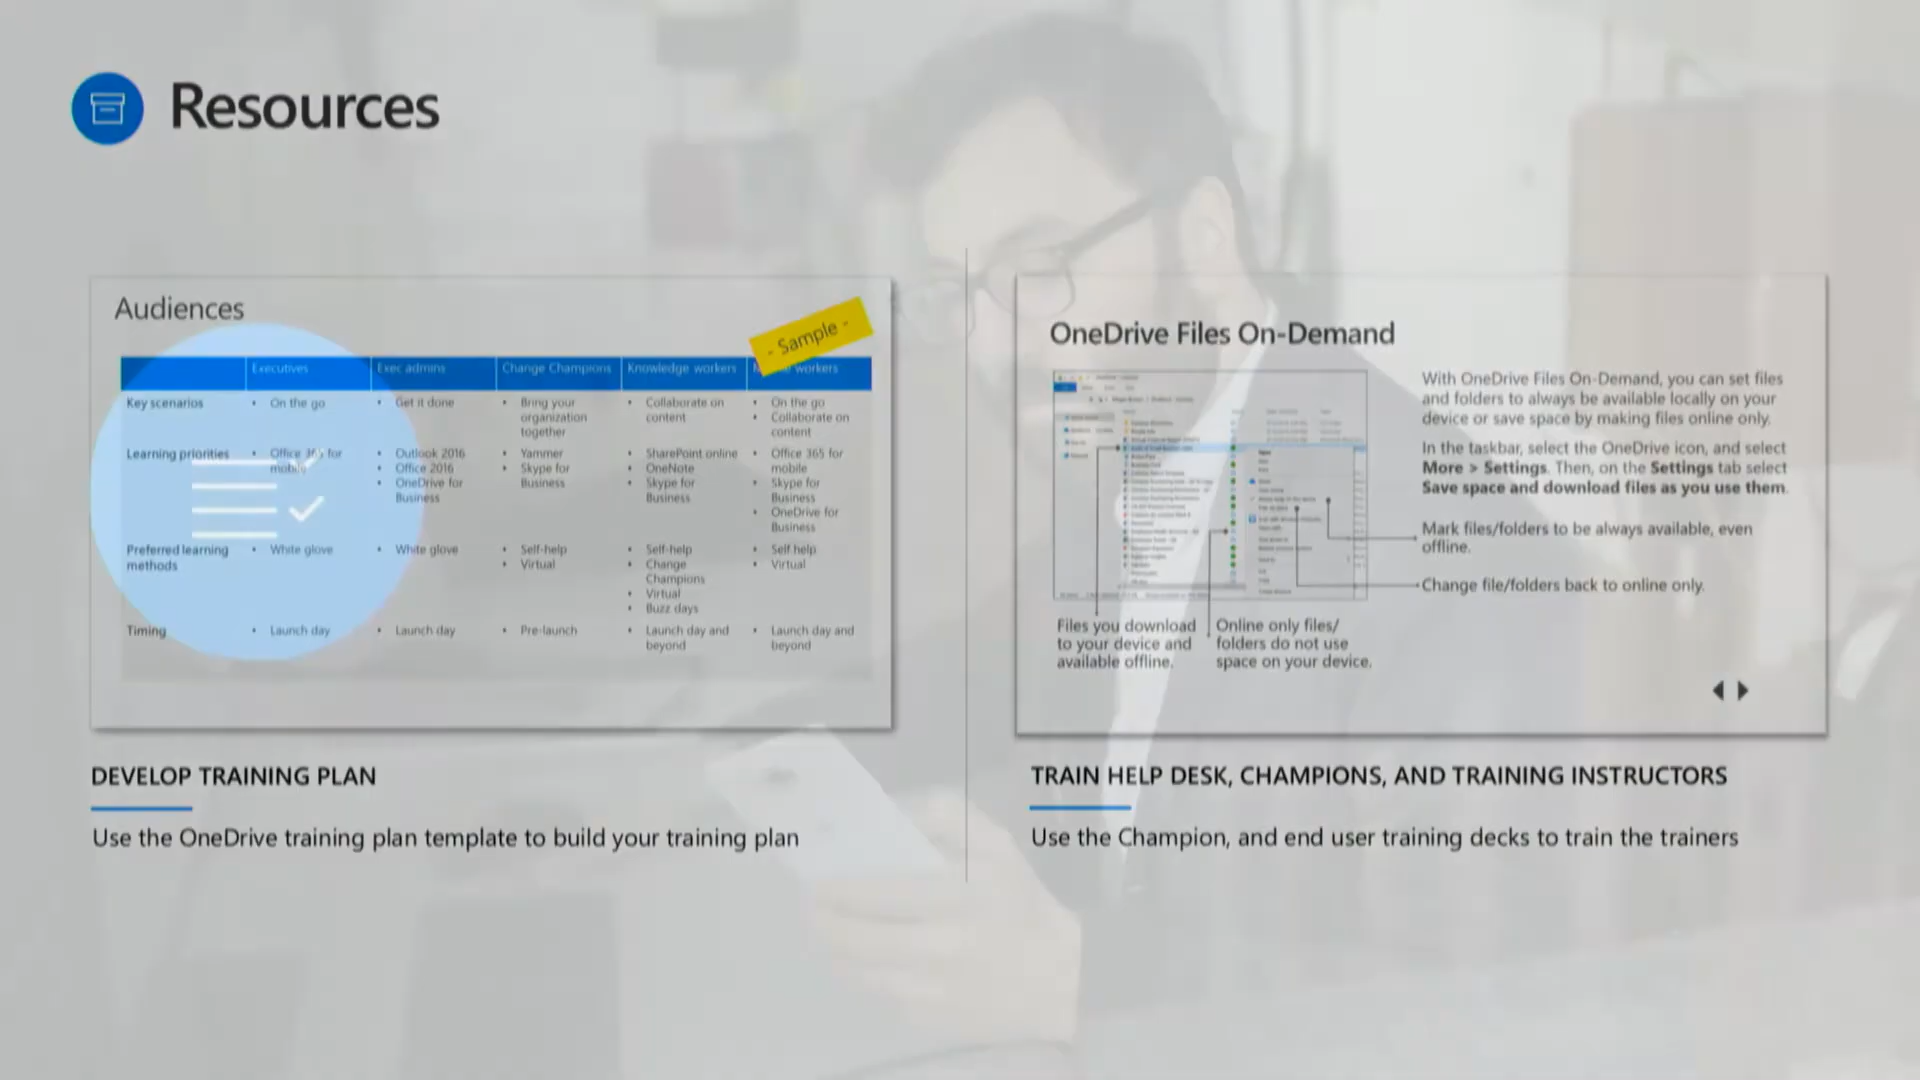 Resources
Audiences
- Sample -
Executives
Exec admins
Change Champions
Knowledge workers
workers
Key scenarios
• On the go
• Get it done
• Bring your
organization
together
• Collaborate on
content
• On the go
• Collaborate on
content
Learning priorities
• Office 365 for
mobile
• Outlook 2016
• Office 2016
• OneDrive for
Business
• Yammer
• Skype for
Business
• SharePoint online
• OneNote
• Skype for
Business
• Office 365 for
mobile
• Skype for
Business
• OneDrive for
Business
Preferred learning
methods
• White glove
• White glove
• Self-help
• Virtual
• Self-help
• Change
Champions
• Virtual
• Buzz days
• Self help
• Virtual
Timing
• Launch day
• Launch day
• Pre-launch
• Launch day and
beyond
• Launch day and
beyond
DEVELOP TRAINING PLAN
Use the OneDrive training plan template to build your training plan
OneDrive Files On-Demand
With OneDrive Files On-Demand, you can set files
and folders to always be available locally on your
device or save space by making files online only.
In the taskbar, select the OneDrive icon, and select
More > Settings. Then, on the Settings tab select
Save space and download files as you use them.
Mark files/folders to be always available, even
offline.
Change file/folders back to online only.
Files you download
to your device and
available offline.
Online only files/
folders do not use
space on your device.
TRAIN HELP DESK, CHAMPIONS, AND TRAINING INSTRUCTORS
Use the Champion, and end user training decks to train the trainers